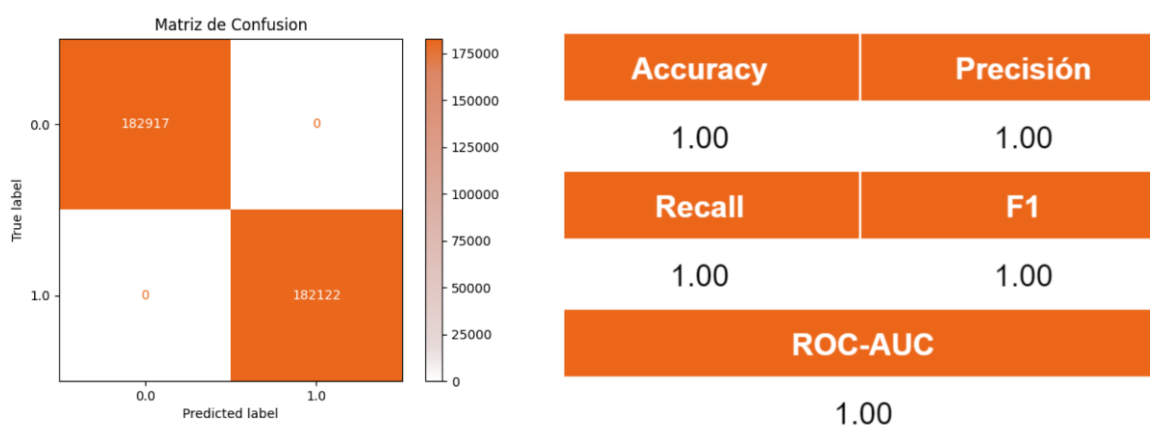 Matriz de Confusion
True label
0.0
1.0
182917
0
0
182122
0.0
1.0
Predicted label
175000
150000
125000
100000
75000
50000
25000
0
Accuracy
Precisión
1.00
1.00
Recall
F1
1.00
1.00
ROC-AUC
1.00